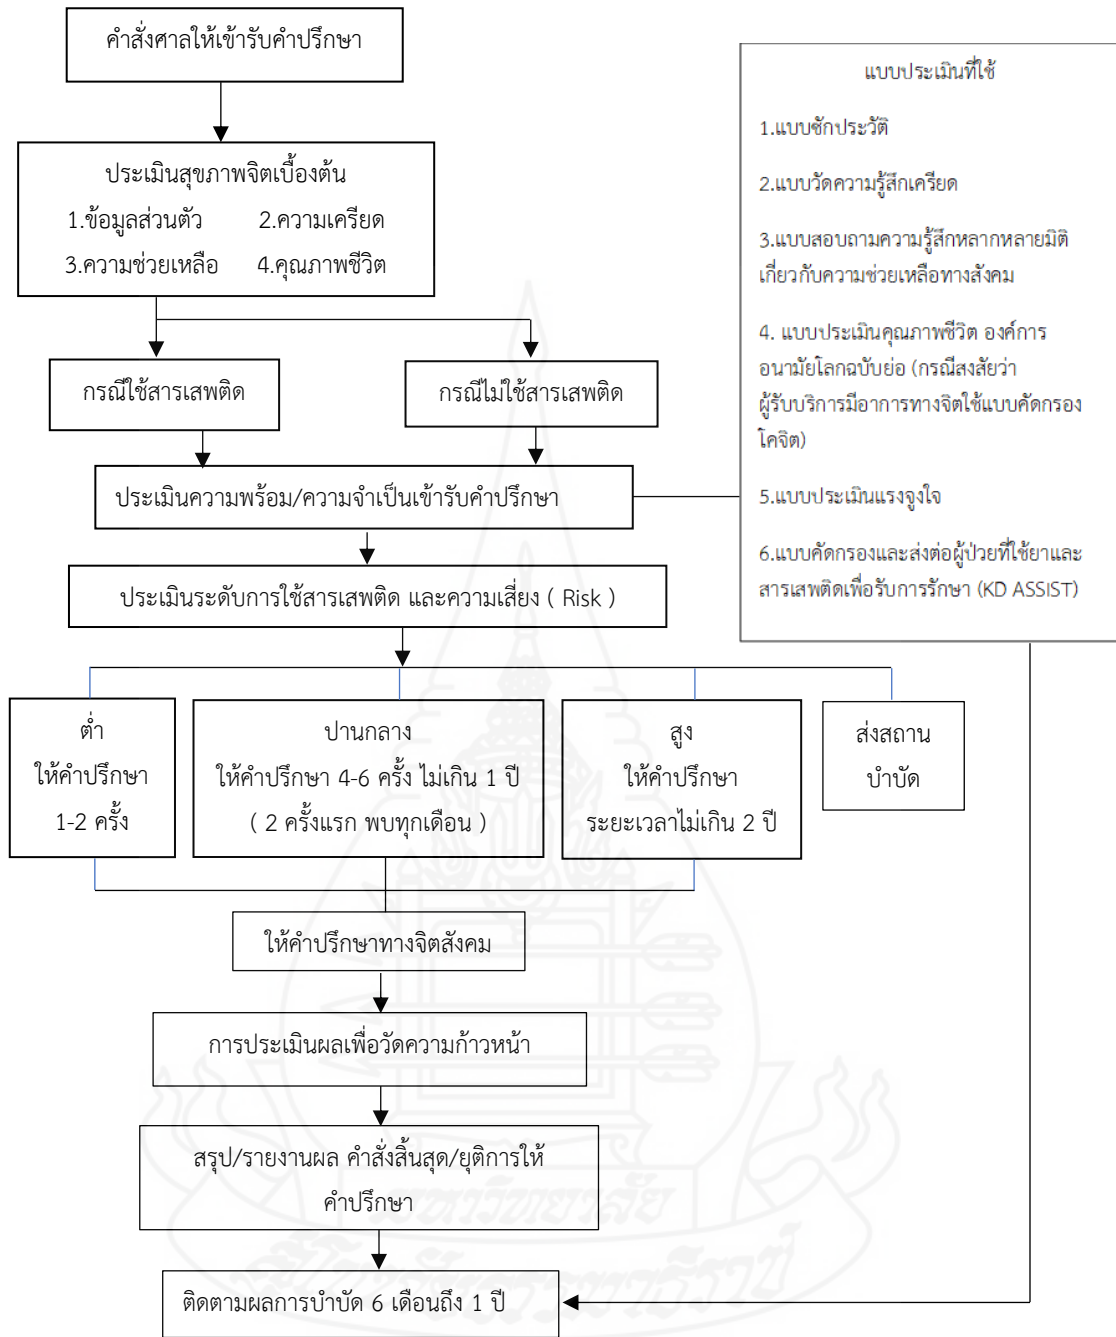 คำสั่งศาลให้เข้ารับคำปรึกษา
ประเมินสุขภาพจิตเบื้องต้น
1.ข้อมูลส่วนตัว 2.ความเครียด
3.ความช่วยเหลือ 4.คุณภาพชีวิต
กรณีใช้สารเสพติด
กรณีไม่ใช้สารเสพติด
ประเมินความพร้อม/ความจำเป็นเข้ารับคำปรึกษา
ประเมินระดับการใช้สารเสพติด และความเสี่ยง ( Risk )
แบบประเมินที่ใช้
1.แบบซักประวัติ
2.แบบวัดความรู้สึกเครียด
3.แบบสอบถามความรู้สึกหลากหลายมิติ
เกี่ยวกับความช่วยเหลือทางสังคม
4. แบบประเมินคุณภาพชีวิต องค์การ
อนามัยโลกฉบับย่อ (กรณีสงสัยว่า
ผู้รับบริการมีอาการทางจิตใช้แบบคัดกรอง
โคจิต)
5.แบบประเมินแรงจูงใจ
6.แบบคัดกรองและส่งต่อผู้ป่วยที่ใช้ยาและ
สารเสพติดเพื่อรับการรักษา (KD ASSIST)
ต่ำ
ให้คำปรึกษา
1-2 ครั้ง
ปานกลาง
ให้คำปรึกษา 4-6 ครั้ง ไม่เกิน 1 ปี
( 2 ครั้งแรก พบทุกเดือน )
สูง
ให้คำปรึกษา
ระยะเวลาไม่เกิน 2 ปี
ส่งสถาน
บำบัด
ให้คำปรึกษาทางจิตสังคม
การประเมินผลเพื่อวัดความก้าวหน้า
สรุป/รายงานผล คำสั่งสิ้นสุด/ยุติการให้
คำปรึกษา
ติดตามผลการบำบัด 6 เดือนถึง 1 ปี
มหาวิทยาลัย
สุโขทัยธรรมาธิราช